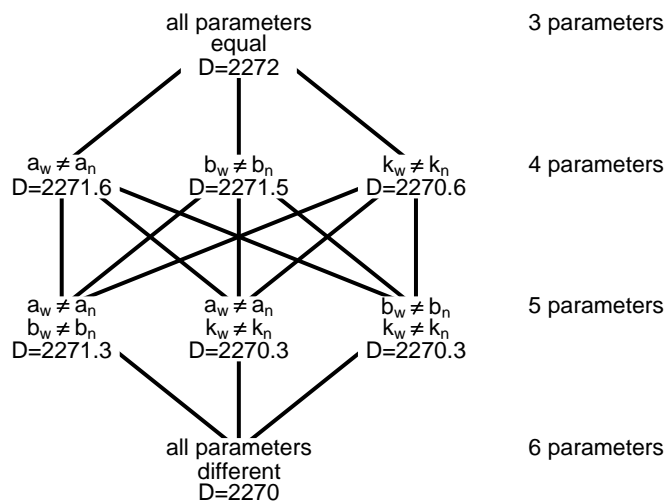 all parameters 3 parameters
equal
D=2272
a_w ≠ a_n b_w ≠ b_n k_w ≠ k_n 4 parameters
D=2271.6 D=2271.5 D=2270.6
a_w ≠ a_n a_w ≠ a_n b_w ≠ b_n 5 parameters
b_w ≠ b_n k_w ≠ k_n k_w ≠ k_n
D=2271.3 D=2270.3 D=2270.3
all parameters 6 parameters
different
D=2270